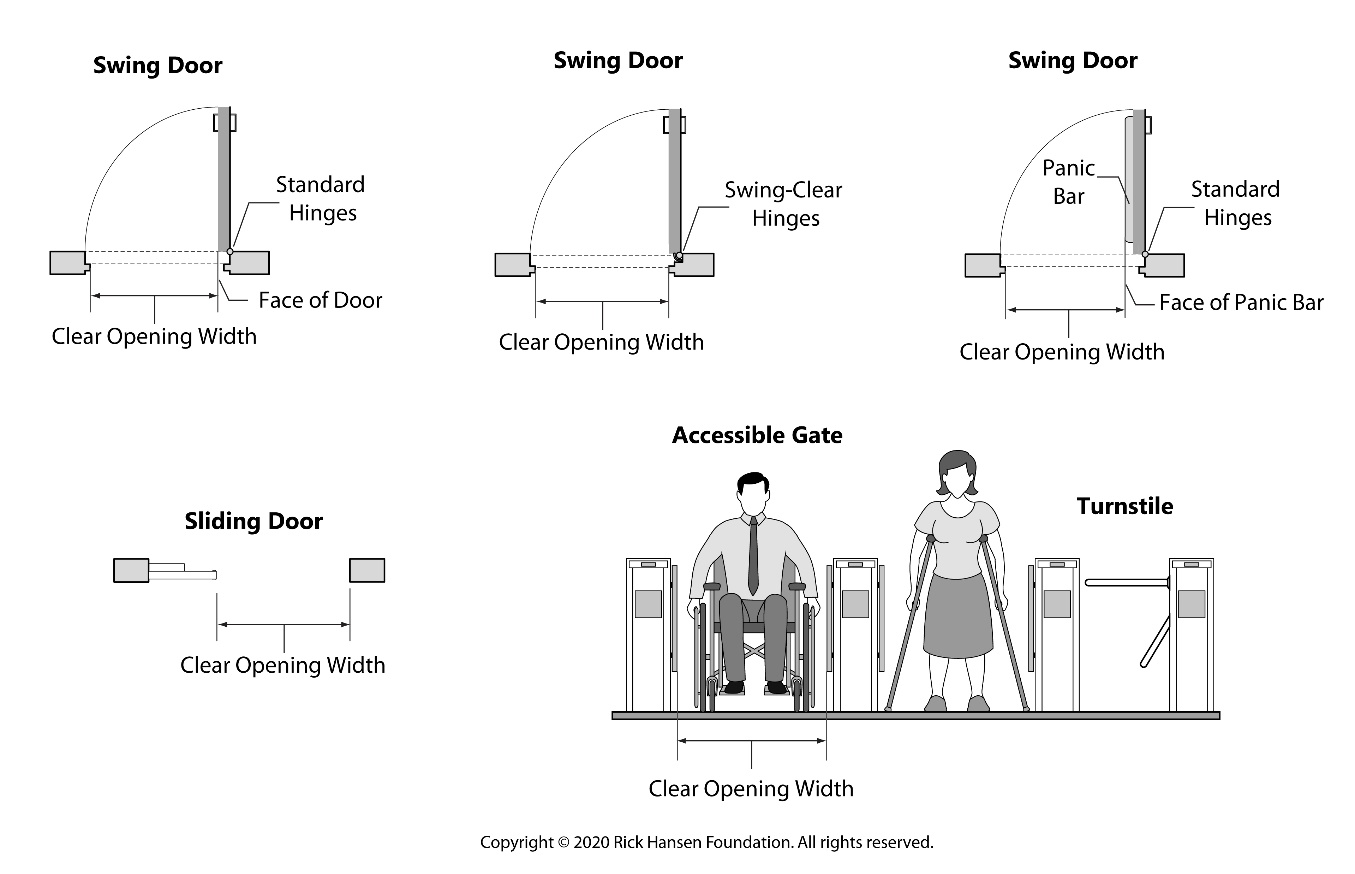 Swing Door
Standard
Hinges
Face of Door
Clear Opening Width
Swing Door
Swing-Clear
Hinges
Clear Opening Width
Swing Door
Panic
Bar
Standard
Hinges
Face of Panic Bar
Clear Opening Width
Sliding Door
Clear Opening Width
Accessible Gate
Turnstile
Clear Opening Width
Copyright © 2020 Rick Hansen Foundation. All rights reserved.